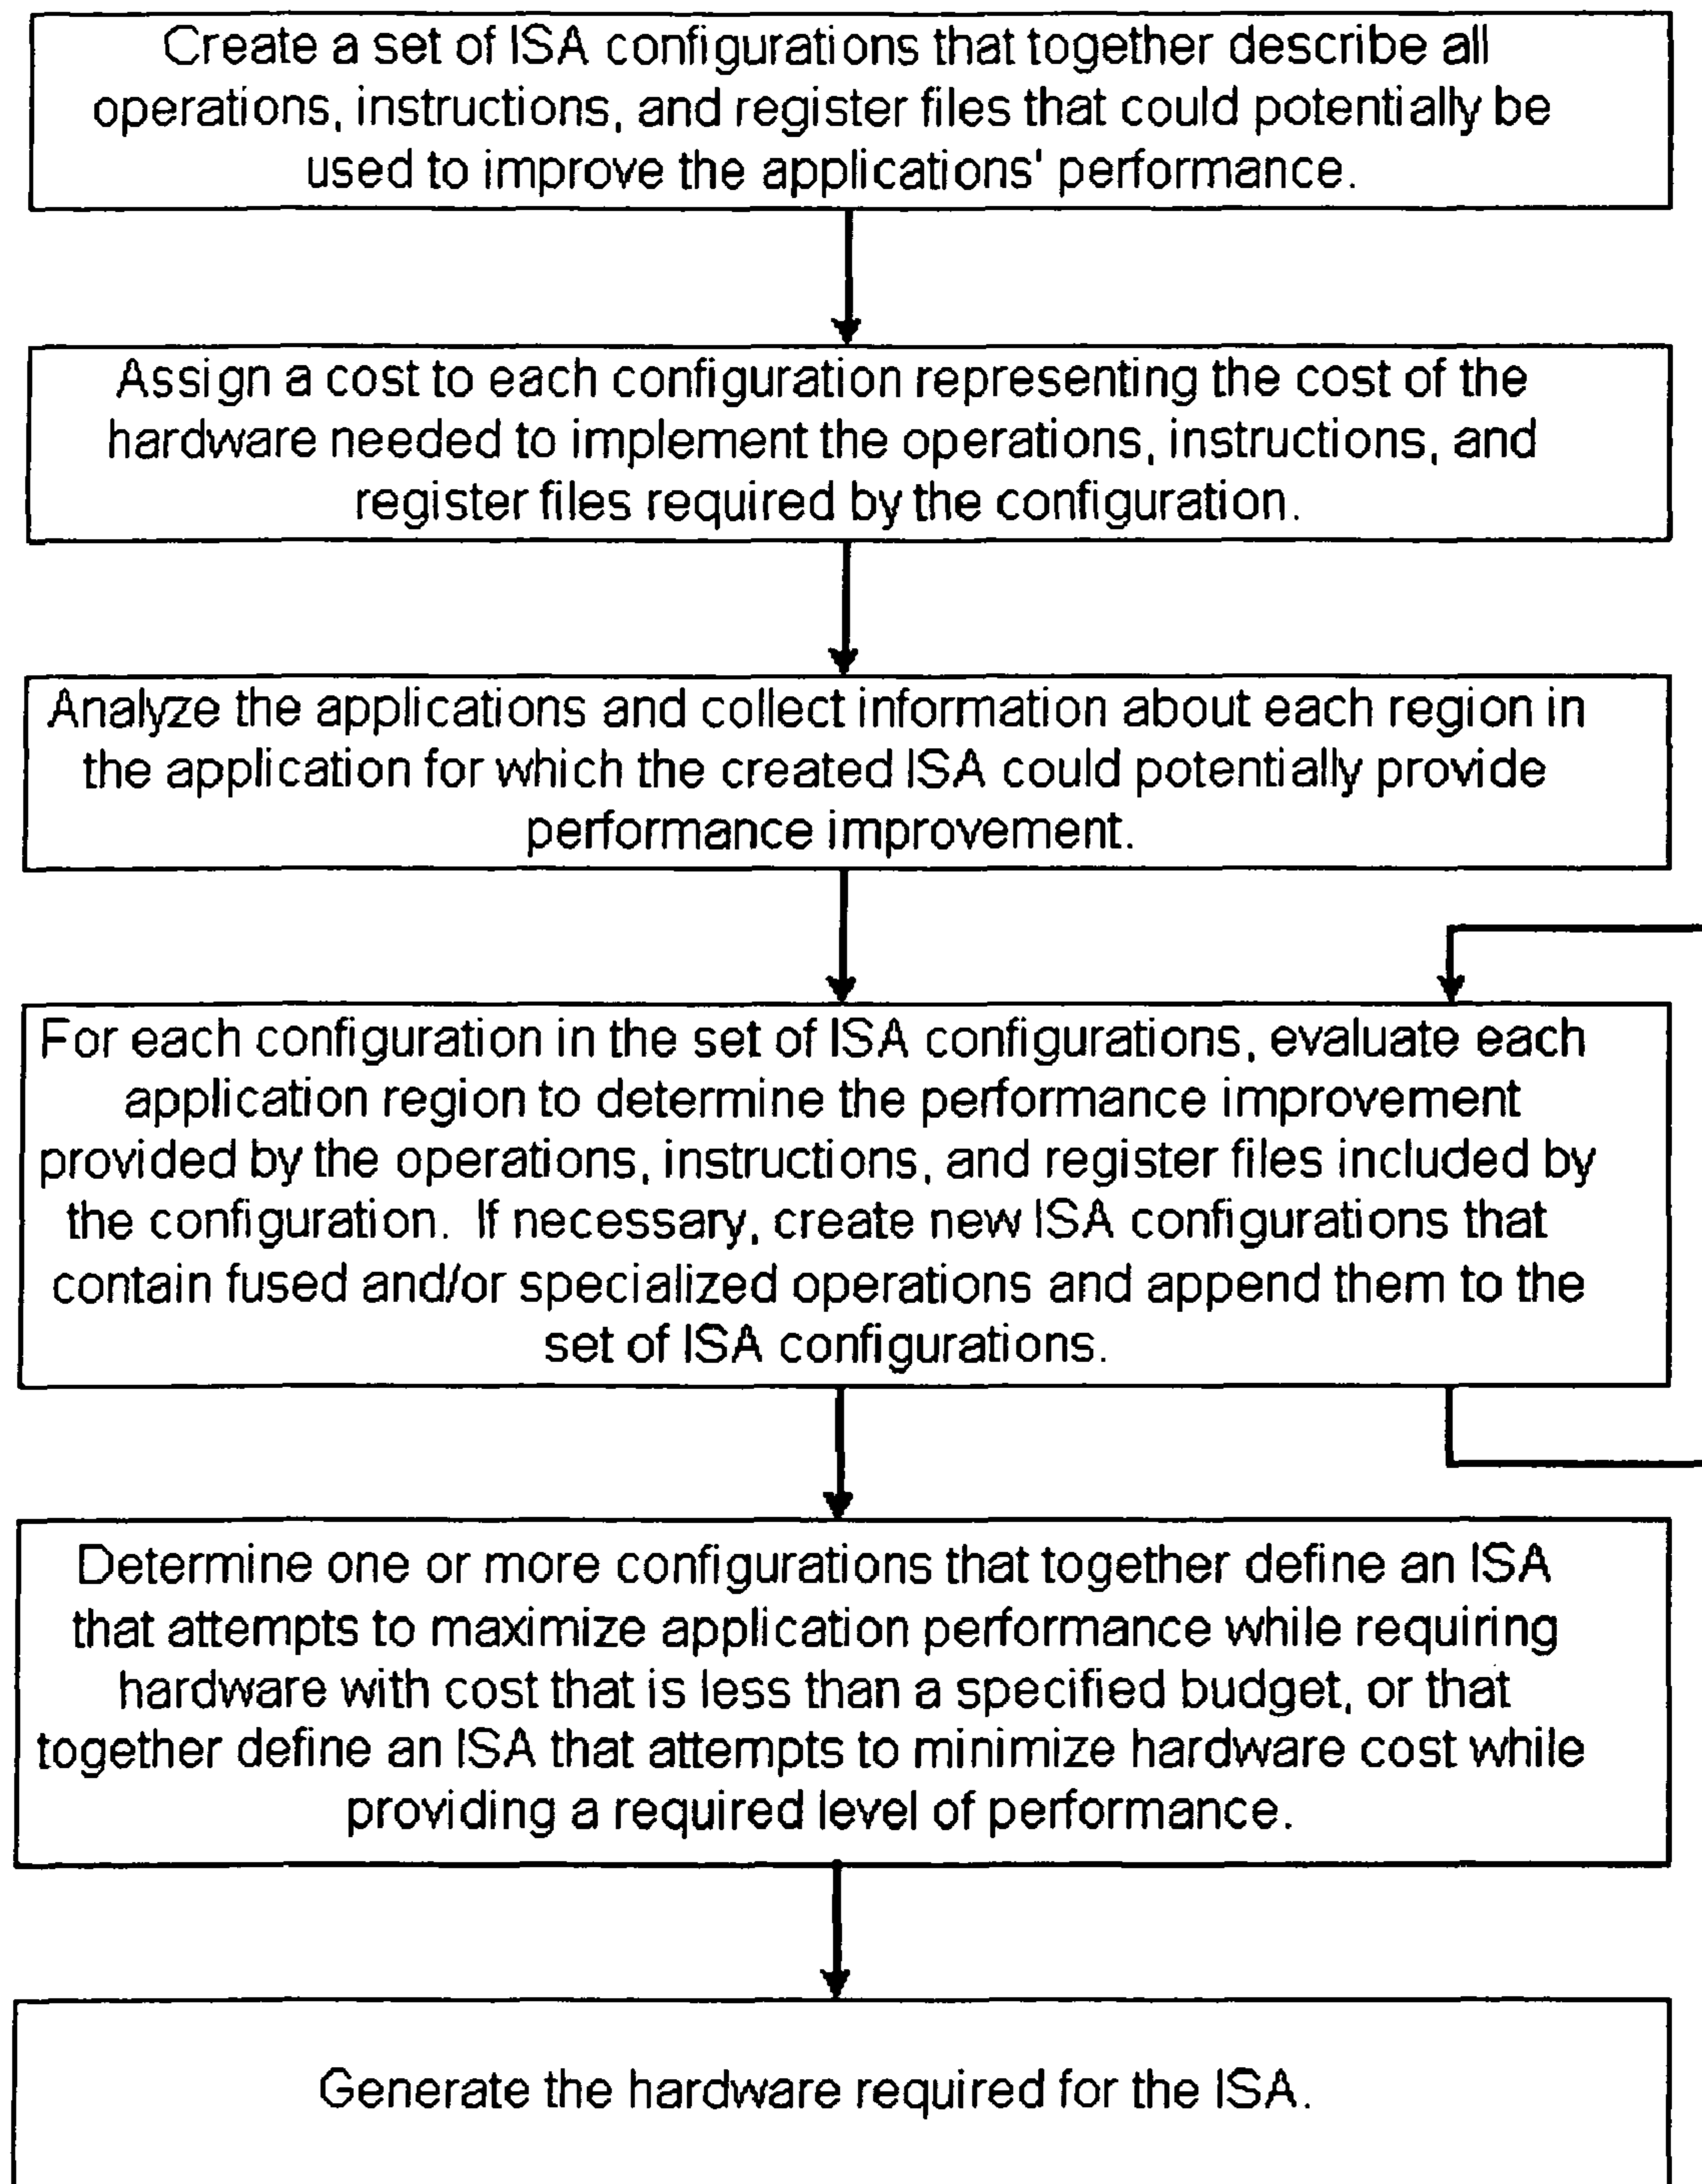 Create a set of ISA configurations that together describe all
operations, instructions, and register files that could potentially be
used to improve the applications' performance.
Assign a cost to each configuration representing the cost of the
hardware needed to implement the operations, instructions, and
register files required by the configuration.
Analyze the applications and collect information about each region in
the application for which the created ISA could potentially provide
performance improvement.
For each configuration in the set of ISA configurations, evaluate each
application region to determine the performance improvement
provided by the operations, instructions, and register files included by
the configuration. If necessary, create new ISA configurations that
contain fused and/or specialized operations and append them to the
set of ISA configurations.
Determine one or more configurations that together define an ISA
that attempts to maximize application performance while requiring
hardware with cost that is less than a specified budget, or that
together define an ISA that attempts to minimize hardware cost while
providing a required level of performance.
Generate the hardware required for the ISA.